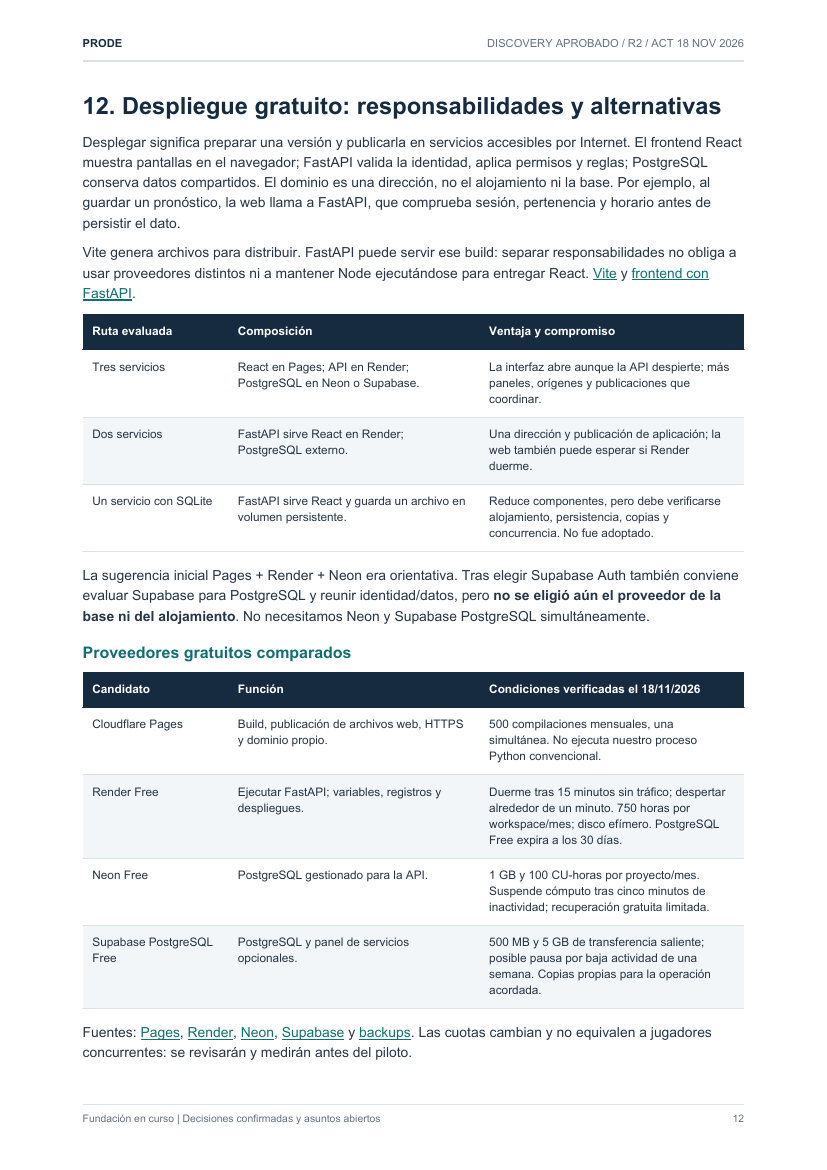 PRODE
DISCOVERY APROBADO / R2 / ACT 18 NOV 2026
12. Despliegue gratuito: responsabilidades y alternativas
Desplegar significa preparar una versión y publicarla en servicios accesibles por Internet. El frontend React
muestra pantallas en el navegador; FastAPI valida la identidad, aplica permisos y reglas; PostgreSQL
conserva datos compartidos. El dominio es una dirección, no el alojamiento ni la base. Por ejemplo, al
guardar un pronóstico, la web llama a FastAPI, que comprueba sesión, pertenencia y horario antes de
persistir el dato.
Vite genera archivos para distribuir. FastAPI puede servir ese build: separar responsabilidades no obliga a
usar proveedores distintos ni a mantener Node ejecutándose para entregar React. Vite y frontend con
FastAPI.
Ruta evaluada
Composición
Ventaja y compromiso
Tres servicios
React en Pages; API en Render;
PostgreSQL en Neon o Supabase.
La interfaz abre aunque la API despierte; más
paneles, orígenes y publicaciones que
coordinar.
Dos servicios
FastAPI sirve React en Render;
PostgreSQL externo.
Una dirección y publicación de aplicación; la
web también puede esperar si Render
duerme.
Un servicio con SQLite
FastAPI sirve React y guarda un archivo en
volumen persistente.
Reduce componentes, pero debe verificarse
alojamiento, persistencia, copias y
concurrencia. No fue adoptado.
La sugerencia inicial Pages + Render + Neon era orientativa. Tras elegir Supabase Auth también conviene
evaluar Supabase para PostgreSQL y reunir identidad/datos, pero no se eligió aún el proveedor de la
base ni del alojamiento. No necesitamos Neon y Supabase PostgreSQL simultáneamente.
Proveedores gratuitos comparados
Candidato
Función
Condiciones verificadas el 18/11/2026
Cloudflare Pages
Build, publicación de archivos web, HTTPS
y dominio propio.
500 compilaciones mensuales, una
simultánea. No ejecuta nuestro proceso
Python convencional.
Render Free
Ejecutar FastAPI; variables, registros y
despliegues.
Duerme tras 15 minutos sin tráfico; despertar
alrededor de un minuto. 750 horas por
workspace/mes; disco efímero. PostgreSQL
Free expira a los 30 días.
Neon Free
PostgreSQL gestionado para la API.
1 GB y 100 CU-horas por proyecto/mes.
Suspende cómputo tras cinco minutos de
inactividad; recuperación gratuita limitada.
Supabase PostgreSQL
Free
PostgreSQL y panel de servicios
opcionales.
500 MB y 5 GB de transferencia saliente;
posible pausa por baja actividad de una
semana. Copias propias para la operación
acordada.
Fuentes: Pages, Render, Neon, Supabase y backups. Las cuotas cambian y no equivalen a jugadores
concurrentes: se revisarán y medirán antes del piloto.
Fundación en curso | Decisiones confirmadas y asuntos abiertos
12